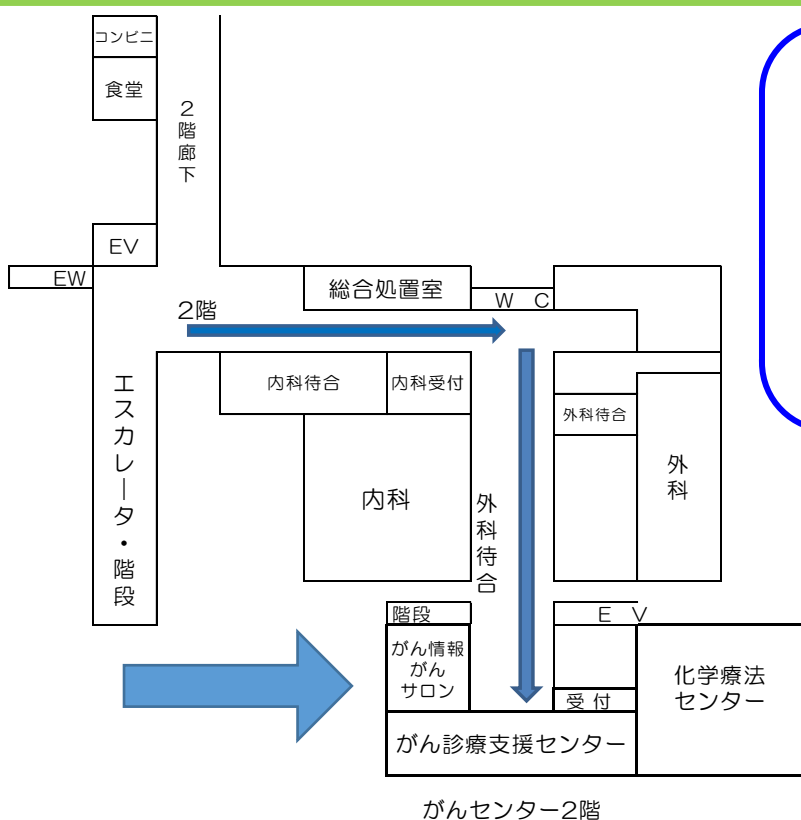 コンビニ
食堂
2階廊下
EV
EW
総合処置室
W C
2階
内科待合
内科受付
外科待合
エスカレータ・階段
内科
外科待合
外科
階段
E V
がん情報
がん
サロン
受 付
化学療法
センター
がん診療支援センター
がんセンター2階